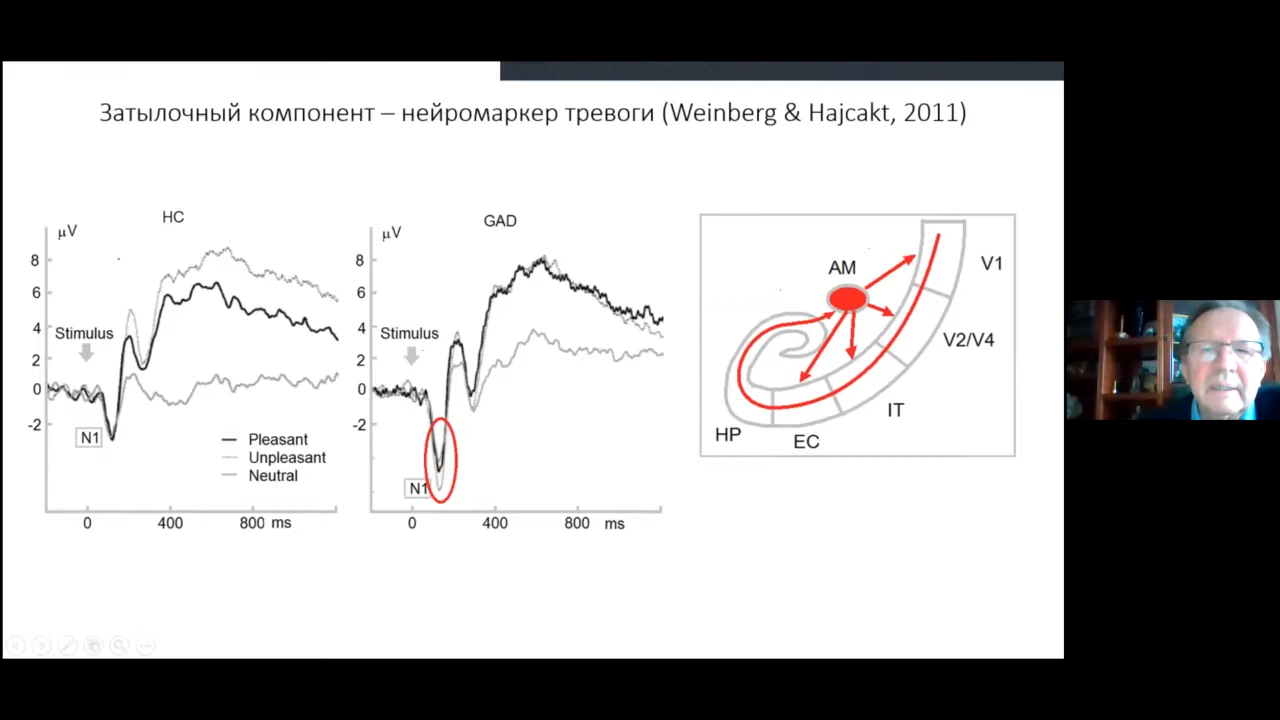 Затылочный компонент – нейромаркер тревоги (Weinberg & Hajcakt, 2011)
HC
μV
8
6
4
2
0
-2
Stimulus
N1
Pleasant
Unpleasant
Neutral
0 400 800 ms
GAD
μV
8
6
4
2
0
-2
Stimulus
N1
0 400 800 ms
AM
V1
V2/V4
IT
EC
HP